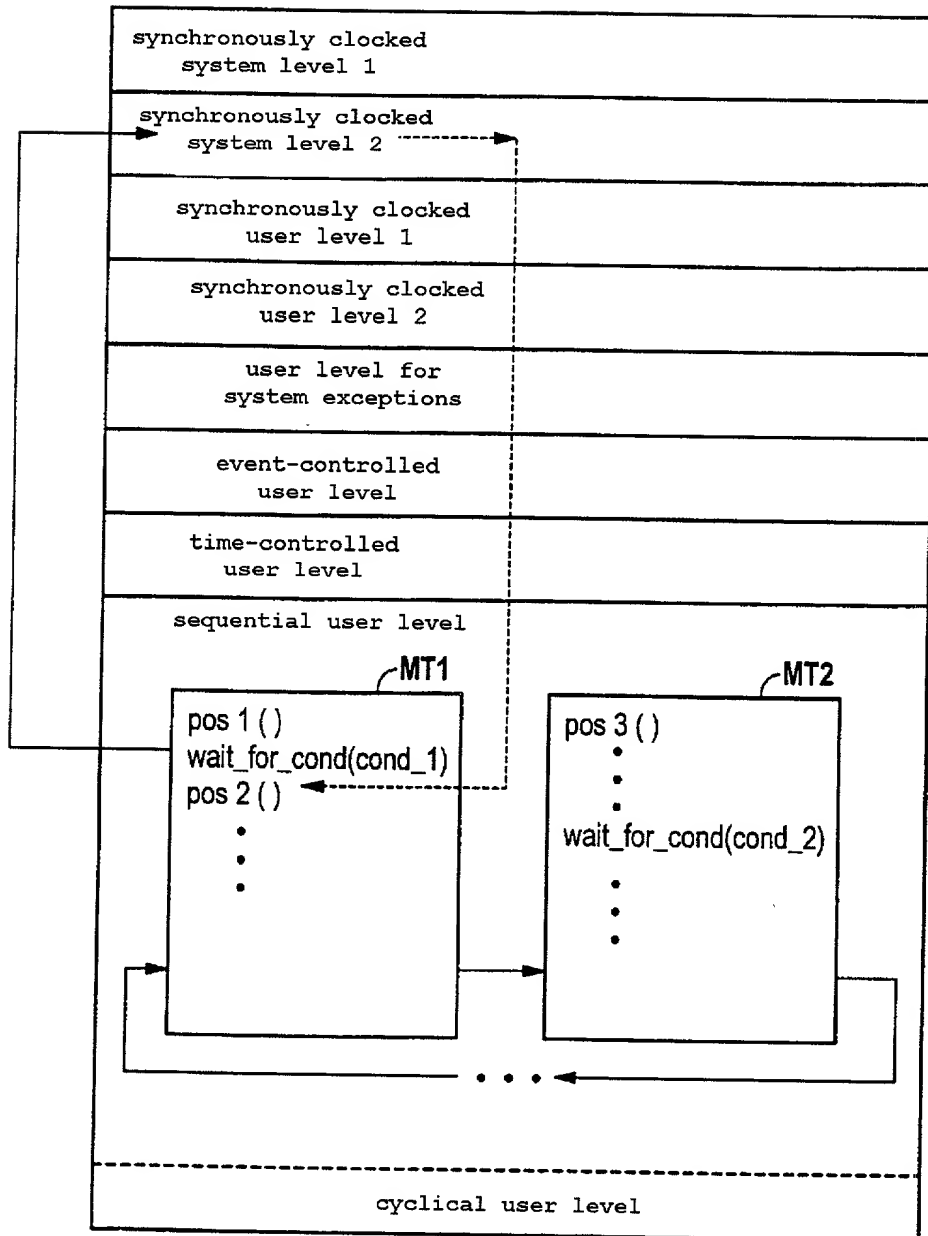 synchronously clocked
system level 1
synchronously clocked
system level 2
synchronously clocked
user level 1
synchronously clocked
user level 2
user level for
system exceptions
event-controlled
user level
time-controlled
user level
sequential user level
MT1
pos 1 ( )
wait_for_cond(cond_1)
pos 2 ( )
MT2
pos 3 ( )
wait_for_cond(cond_2)
cyclical user level